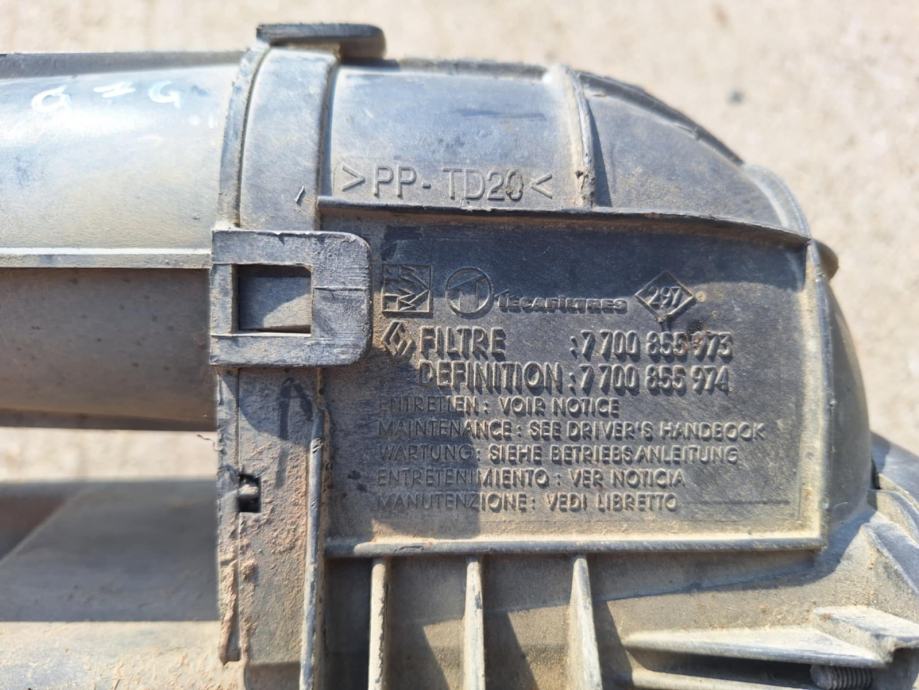 >PP-TD20<
TECAFILTRES 297
FILTRE :7 700 855 973
DEFINITION :7 700 855 974
ENTRETIEN : VOIR NOTICE
MAINTENANCE : SEE DRIVER'S HANDBOOK
WARTUNG : SIEHE BETRIEBSANLEITUNG
ENTRETENIMIENTO : VER NOTICIA
MANUTENZIONE : VEDI LIBRETTO